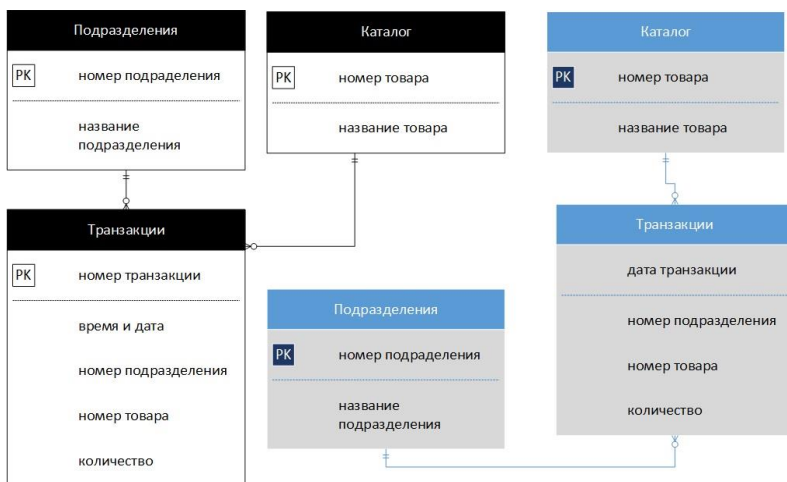 Подразделения
PK
номер подраделения
название
подразделения
Каталог
PK
номер товара
название товара
Каталог
PK
номер товара
название товара
Транзакции
PK
номер транзакции
время и дата
номер подразделения
номер товара
количество
Подразделения
PK
номер подраделения
название
подразделения
Транзакции
дата транзакции
номер подразделения
номер товара
количество